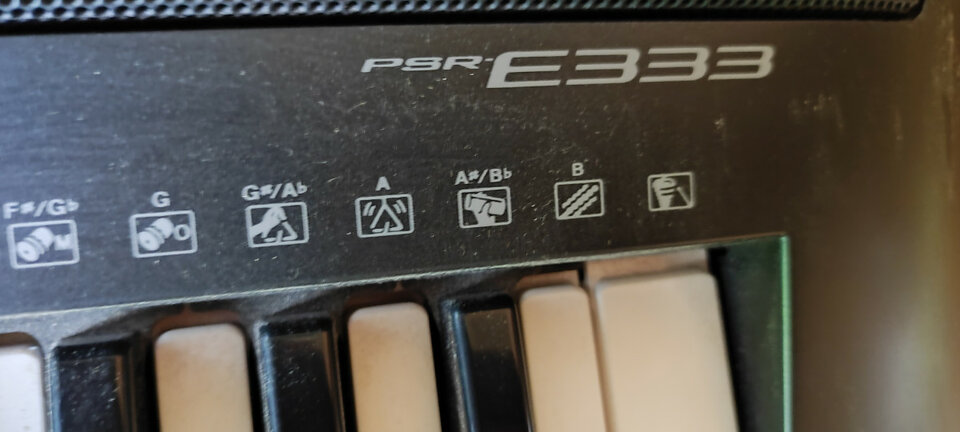 PSR-E333
F♯/G♭ G G♯/A♭ A A♯/B♭ B
M O